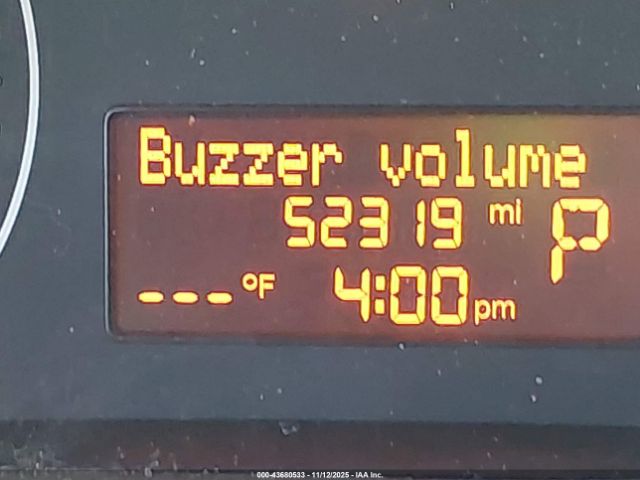 Buzzer volume
52319 mi P
---°F 4:00pm
000-43680533 - 11/12/2025 - IAA Inc.